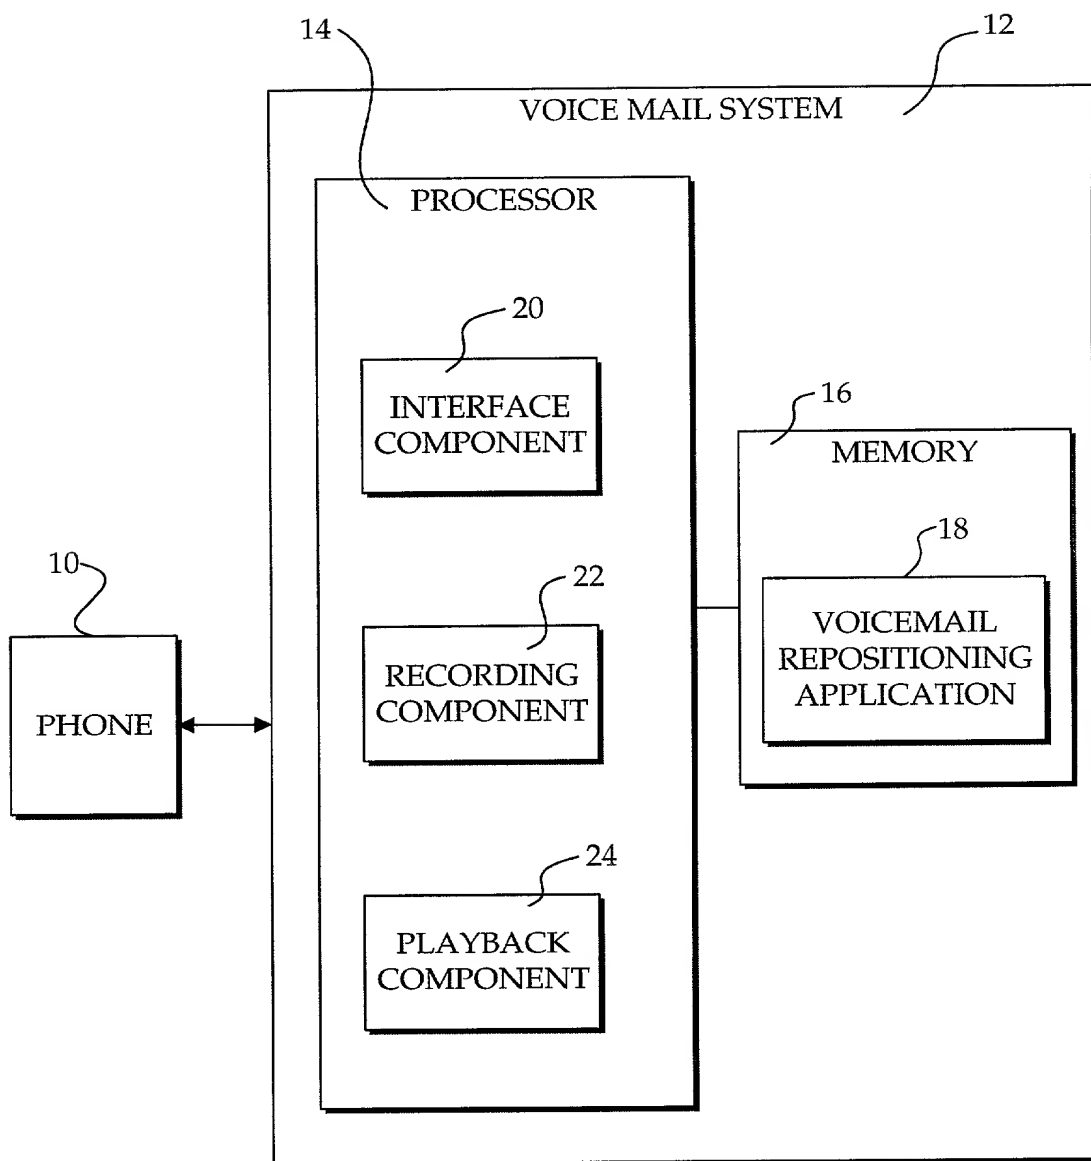 14
12
VOICE MAIL SYSTEM
PROCESSOR
20
INTERFACE
COMPONENT
16
MEMORY
18
VOICEMAIL
REPOSITIONING
APPLICATION
10
PHONE
22
RECORDING
COMPONENT
24
PLAYBACK
COMPONENT